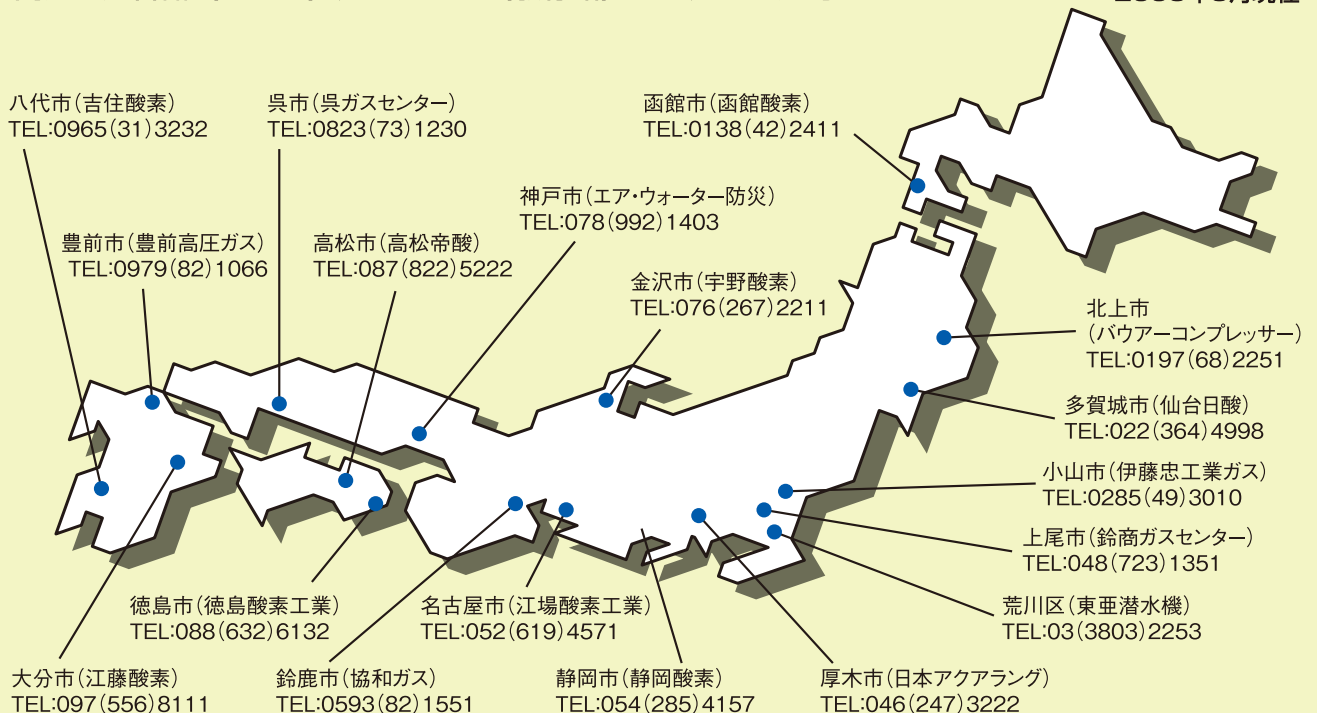 八代市(吉住酸素)
TEL:0965(31)3232
呉市(呉ガスセンター)
TEL:0823(73)1230
函館市(函館酸素)
TEL:0138(42)2411
神戸市(エア・ウォーター防災)
TEL:078(992)1403
豊前市(豊前高圧ガス)
TEL:0979(82)1066
高松市(高松帝酸)
TEL:087(822)5222
金沢市(宇野酸素)
TEL:076(267)2211
北上市
(バウアーコンプレッサー)
TEL:0197(68)2251
多賀城市(仙台日酸)
TEL:022(364)4998
小山市(伊藤忠工業ガス)
TEL:0285(49)3010
上尾市(鈴商ガスセンター)
TEL:048(723)1351
荒川区(東亜潜水機)
TEL:03(3803)2253
徳島市(徳島酸素工業)
TEL:088(632)6132
名古屋市(江場酸素工業)
TEL:052(619)4571
大分市(江藤酸素)
TEL:097(556)8111
鈴鹿市(協和ガス)
TEL:0593(82)1551
静岡市(静岡酸素)
TEL:054(285)4157
厚木市(日本アクアラング)
TEL:046(247)3222